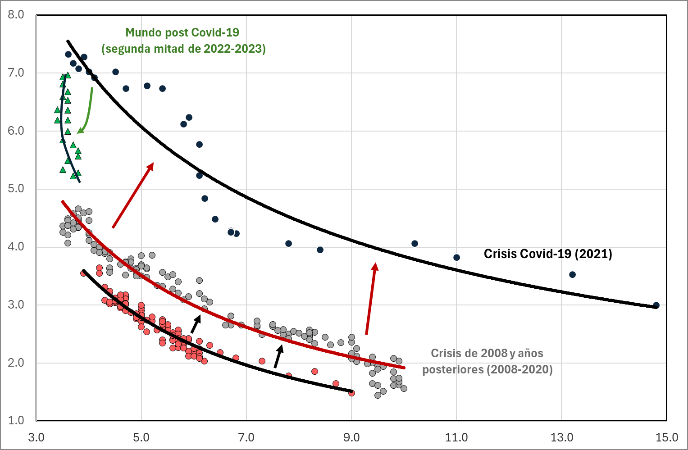 8.0
Mundo post Covid-19
(segunda mitad de 2022-2023)
7.0
6.0
5.0
4.0
Crisis Covid-19 (2021)
3.0
2.0
Crisis de 2008 y años
posteriores (2008-2020)
1.0
3.0 5.0 7.0 9.0 11.0 13.0 15.0